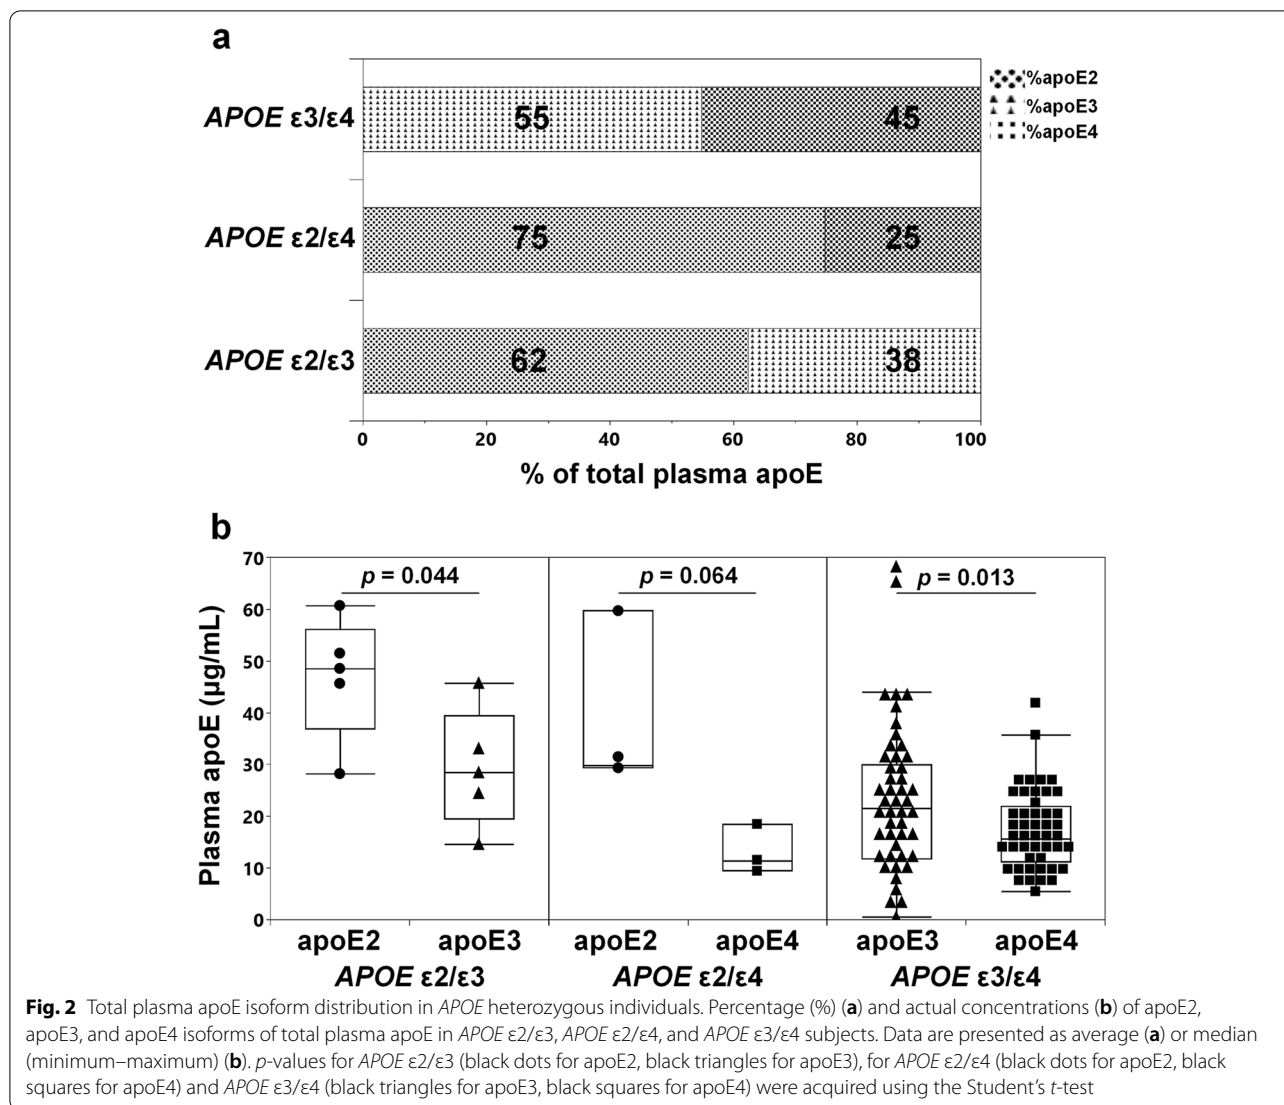 a
APOE ε3/ε4
55
45
%apoE2
%apoE3
%apoE4
APOE ε2/ε4
75
25
APOE ε2/ε3
62
38
0 20 40 60 80 100
% of total plasma apoE
b
Plasma apoE (µg/mL)
70
60
50
40
30
20
10
0
p = 0.044
p = 0.064
p = 0.013
apoE2 apoE3 apoE2 apoE4 apoE3 apoE4
APOE ε2/ε3 APOE ε2/ε4 APOE ε3/ε4
Fig. 2 Total plasma apoE isoform distribution in APOE heterozygous individuals. Percentage (%) (a) and actual concentrations (b) of apoE2,
apoE3, and apoE4 isoforms of total plasma apoE in APOE ε2/ε3, APOE ε2/ε4, and APOE ε3/ε4 subjects. Data are presented as average (a) or median
(minimum–maximum) (b). p-values for APOE ε2/ε3 (black dots for apoE2, black triangles for apoE3), for APOE ε2/ε4 (black dots for apoE2, black
squares for apoE4) and APOE ε3/ε4 (black triangles for apoE3, black squares for apoE4) were acquired using the Student's t-test